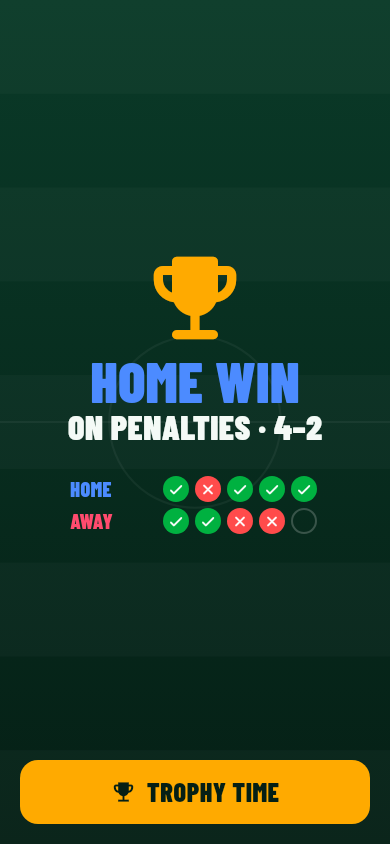 HOME WIN
ON PENALTIES · 4–2
HOME
AWAY
TROPHY TIME